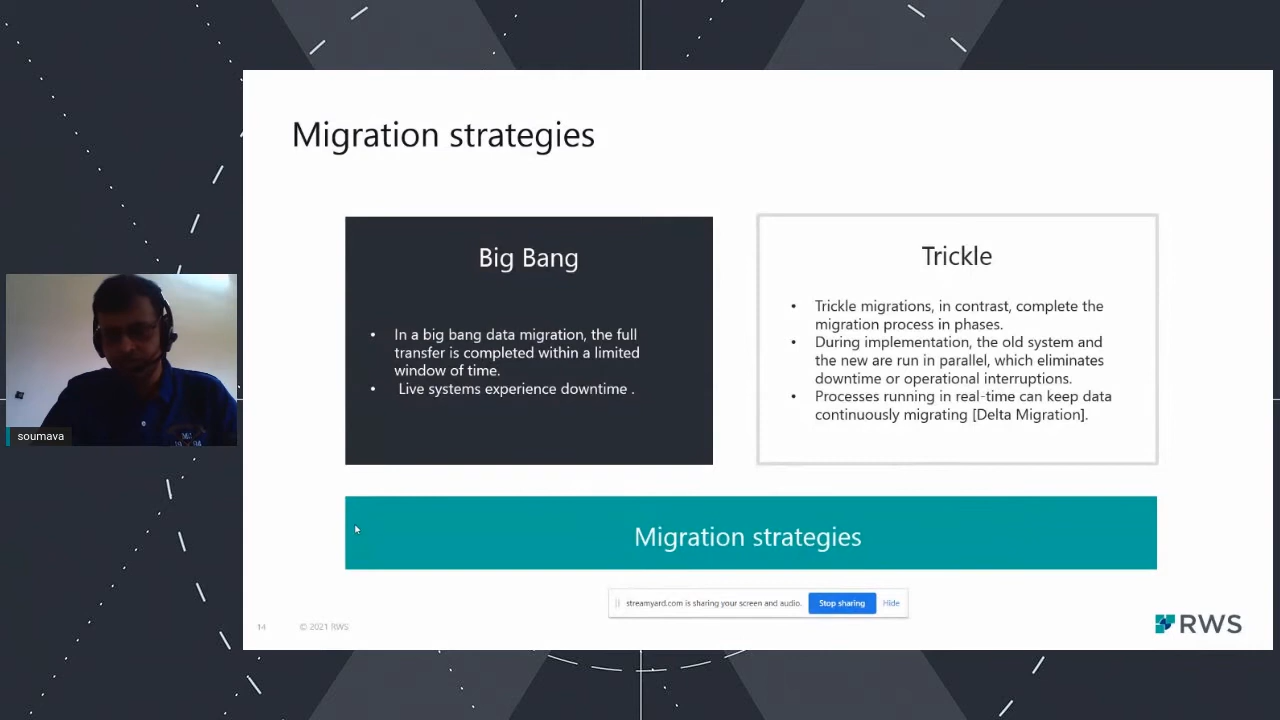 Migration strategies
Big Bang
• In a big bang data migration, the full
transfer is completed within a limited
window of time.
• Live systems experience downtime .
Trickle
• Trickle migrations, in contrast, complete the
migration process in phases.
• During implementation, the old system and
the new are run in parallel, which eliminates
downtime or operational interruptions.
• Processes running in real-time can keep data
continuously migrating [Delta Migration].
soumava
Migration strategies
streamyard.com is sharing your screen and audio. Stop sharing Hide
14 © 2021 RWS
RWS